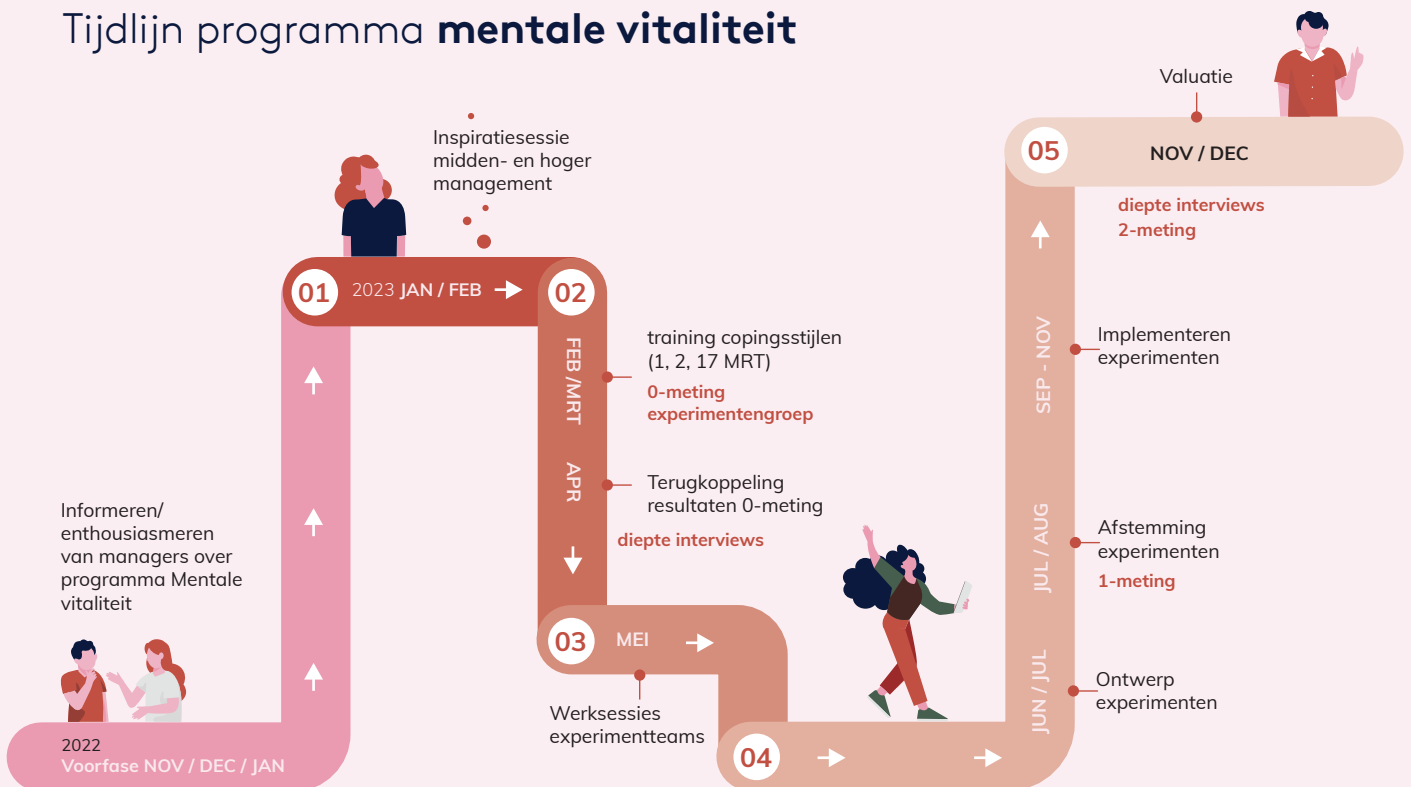 Tijdlijn programma mentale vitaliteit
Informeren/
enthousiasmeren
van managers over
programma Mentale
vitaliteit
2022
Voorfase NOV / DEC / JAN
01
2023 JAN / FEB
Inspiratiesessie
midden- en hoger
management
02
FEB /MRT
training copingsstijlen
(1, 2, 17 MRT)
0-meting
experimentengroep
APR
Terugkoppeling
resultaten 0-meting
diepte interviews
03
MEI
Werksessies
experimentteams
04
JUN / JUL
Ontwerp
experimenten
JUL / AUG
Afstemming
experimenten
1-meting
SEP - NOV
Implementeren
experimenten
05
NOV / DEC
Valuatie
diepte interviews
2-meting